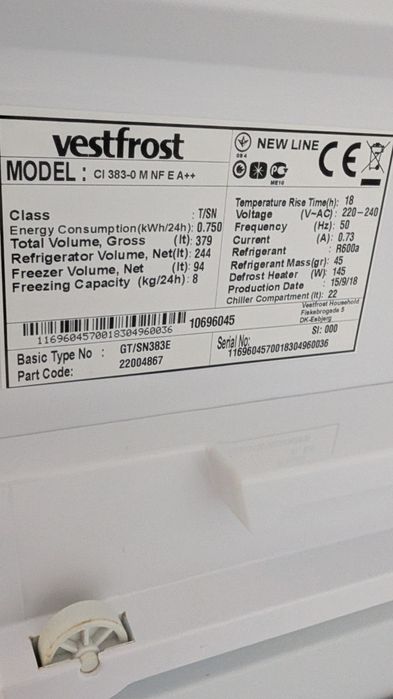 vestfrost
MODEL : CI 383-0 M NF E A++
NEW LINE
CE
Class : T/SN
Energy Consumption(kWh/24h): 0.750
Total Volume, Gross (lt): 379
Refrigerator Volume, Net(lt): 244
Freezer Volume, Net (lt): 94
Freezing Capacity (kg/24h): 8
Temperature Rise Time(h): 18
Voltage (V~AC): 220-240
Frequency (Hz): 50
Current (A): 0.73
Refrigerant : R600a
Refrigerant Mass(gr): 45
Defrost Heater (W): 145
Production Date : 15/9/18
Chiller Compartment (lt): 22
Vestfrost Household
Fiskebrogade 5
DK-Esbjerg
10696045
1169604570018304960036
SI: 000
Serial No:
1169604570018304960036
Basic Type No : GT/SN383E
Part Code: 22004867